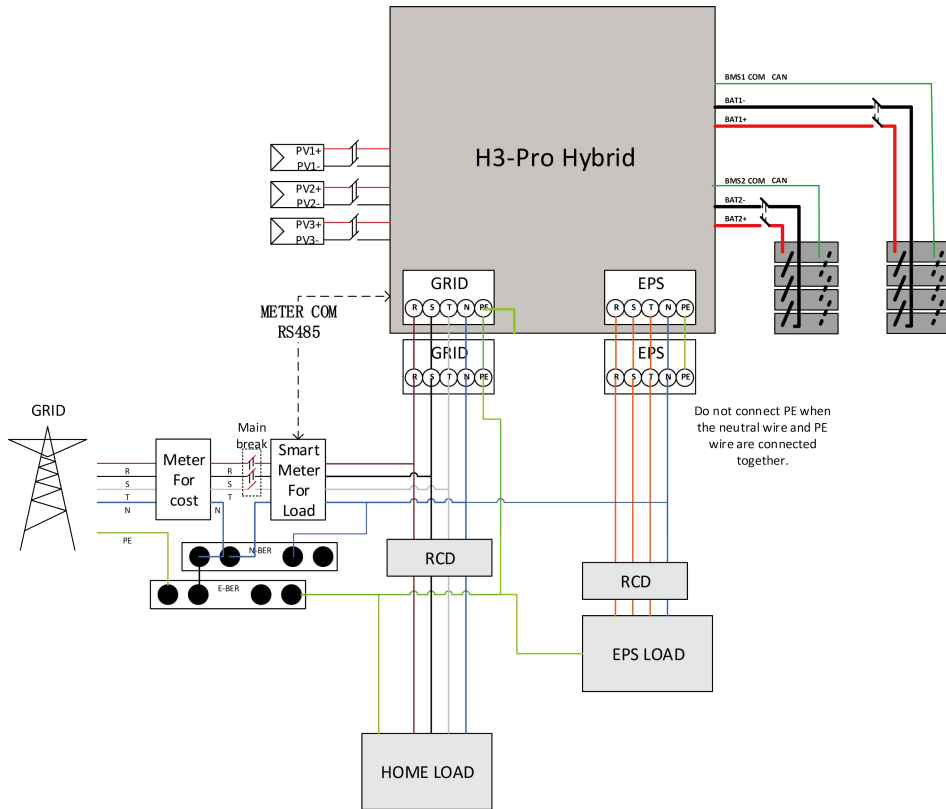 BMS1 COM CAN
BAT1-
BAT1+
H3-Pro Hybrid
PV1+
PV1-
PV2+
PV2-
PV3+
PV3-
BMS2 COM CAN
BAT2-
BAT2+
GRID
R S T N PE
EPS
R S T N PE
METER COM
RS485
GRID
R S T N PE
EPS
R S T N PE
Do not connect PE when
the neutral wire and PE
wire are connected
together.
GRID
Main
break
Meter
For
cost
Smart
Meter
For
Load
R
S
T
N
R
S
T
N
PE
N-BER
E-BER
RCD
RCD
EPS LOAD
HOME LOAD